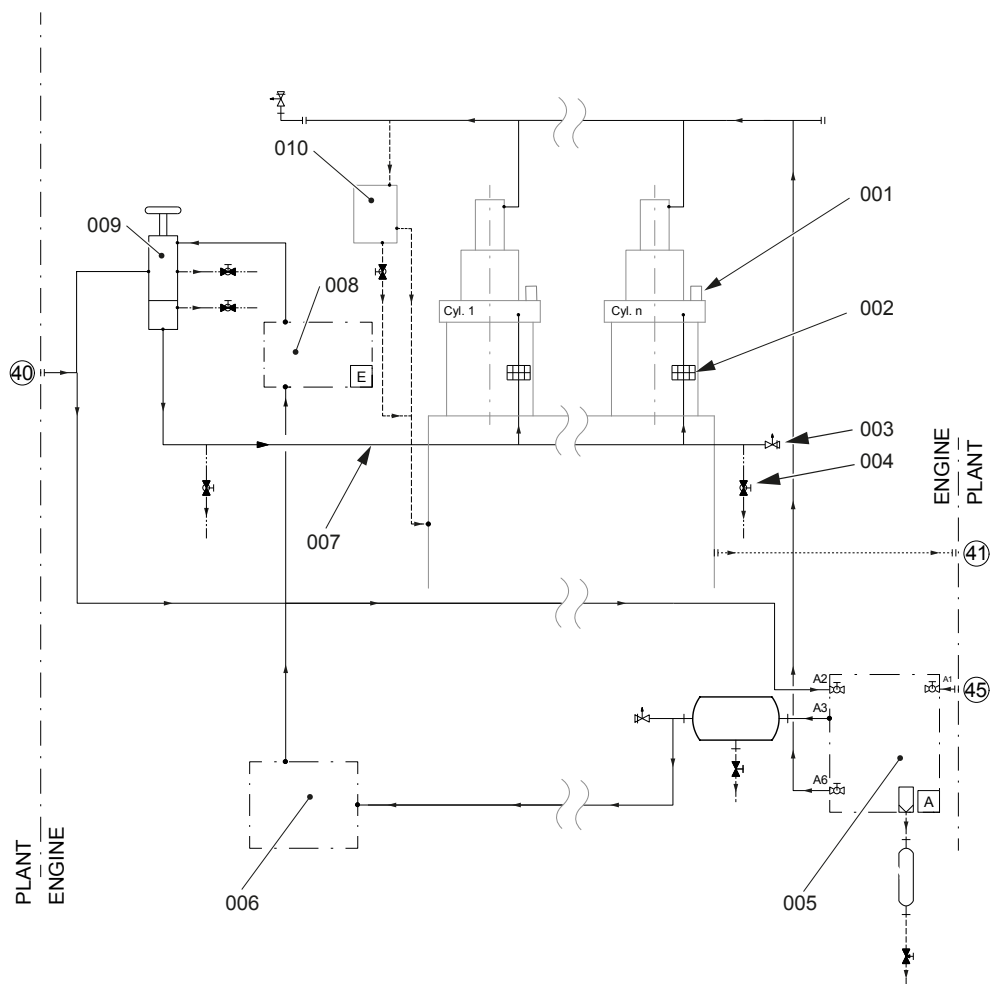 010
001
009
Cyl. 1
Cyl. n
008
002
E
40
003
004
007
ENGINE
PLANT
41
A2
A1
45
A3
A6
A
PLANT
ENGINE
006
005